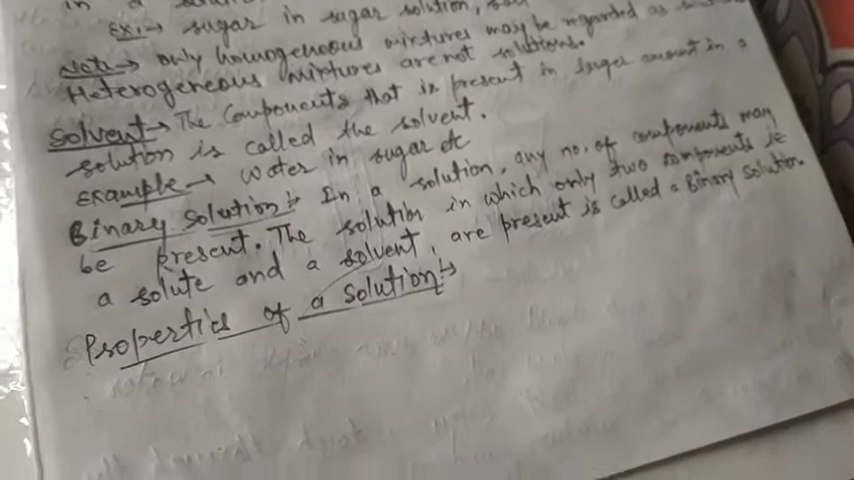 in a
Ex:→ sugar in sugar solution,
Note→ only homogeneous mixtures may be regarded as
Heterogeneous mixtures are not solutions.
Solvent→ The Components that is present in larger amount in a
solution is called the solvent.
Example→ Water in sugar etc
Binary Solution:→ In a solution, any no. of components may
be present. The solution in which only two components ie
a solute and a solvent, are present is called a Binary solution.
Properties of a solution:→